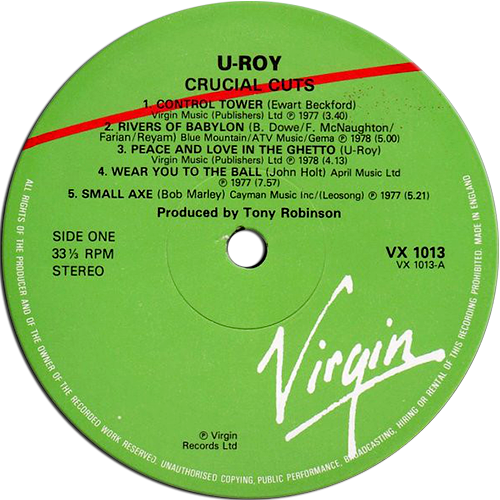 U-ROY
CRUCIAL CUTS
1. CONTROL TOWER (Ewart Beckford)
Virgin Music (Publishers) Ltd ℗ 1977 (3.40)
2. RIVERS OF BABYLON (B. Dowe/F. McNaughton/
Farian/Reyam) Blue Mountain/ATV Music/Gema ℗ 1978 (5.00)
3. PEACE AND LOVE IN THE GHETTO (U-Roy)
Virgin Music (Publishers) Ltd ℗ 1978 (4.13)
4. WEAR YOU TO THE BALL (John Holt) April Music Ltd
℗ 1977 (7.57)
5. SMALL AXE (Bob Marley) Cayman Music Inc/(Leosong) ℗ 1977 (5.21)
Produced by Tony Robinson
SIDE ONE
33⅓ RPM
STEREO
VX 1013
VX 1013-A
Virgin
℗ Virgin
Records Ltd
ALL RIGHTS OF THE PRODUCER AND OF THE OWNER OF THE RECORDED WORK RESERVED. UNAUTHORISED COPYING, PUBLIC PERFORMANCE, BROADCASTING, HIRING OR RENTAL OF THIS RECORDING PROHIBITED. MADE IN ENGLAND